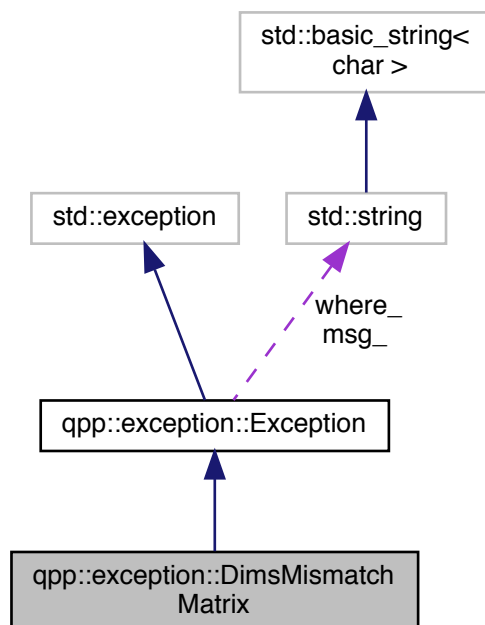 std::basic_string<
char >
std::exception
std::string
where_
msg_
qpp::exception::Exception
qpp::exception::DimsMismatch
Matrix